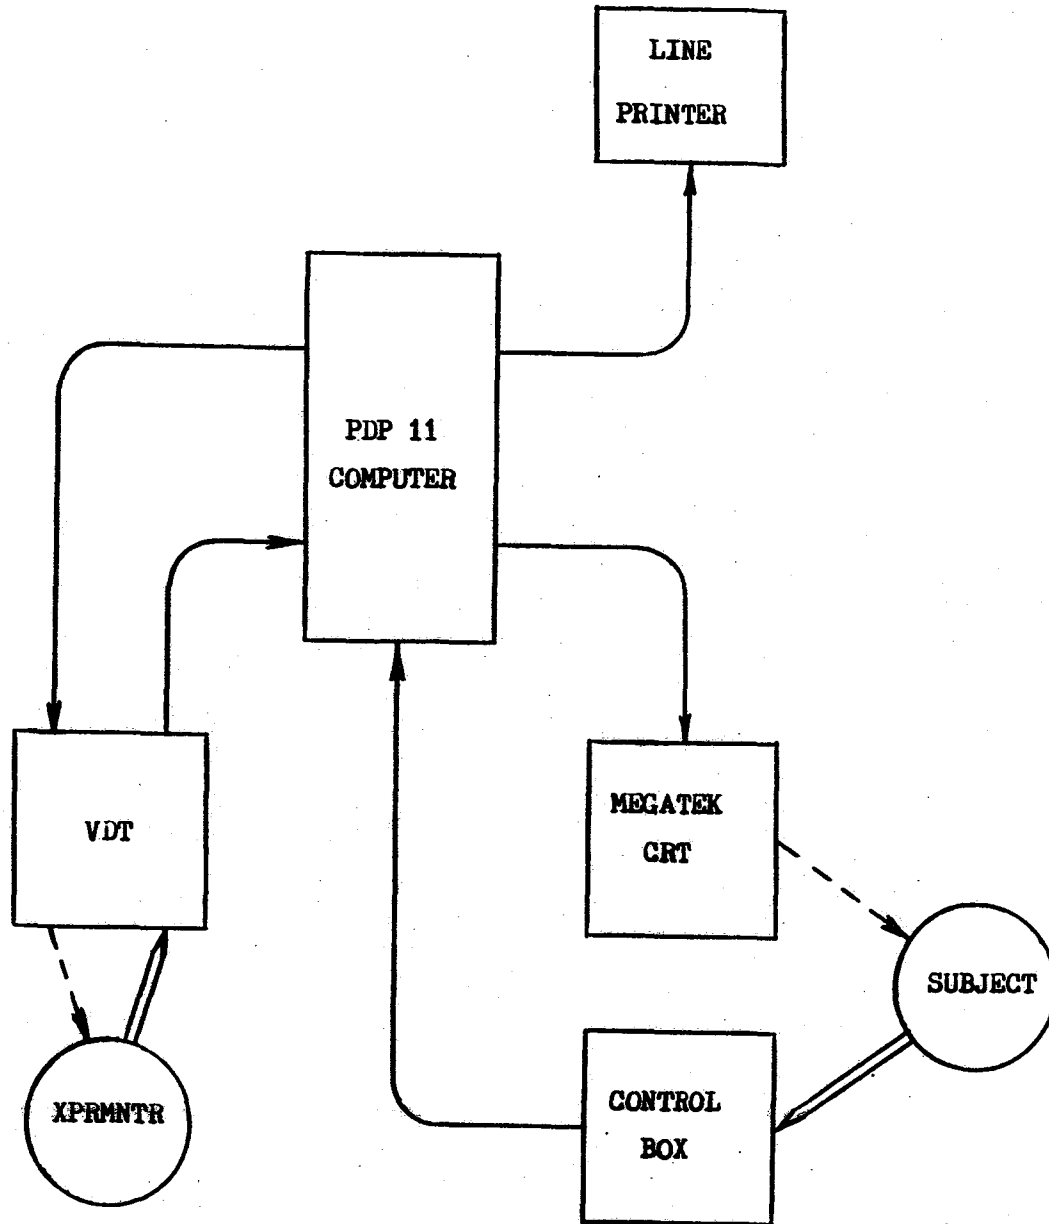 LINE
PRINTER
PDP 11
COMPUTER
VDT
MEGATEK
CRT
SUBJECT
XPRMNTR
CONTROL
BOX